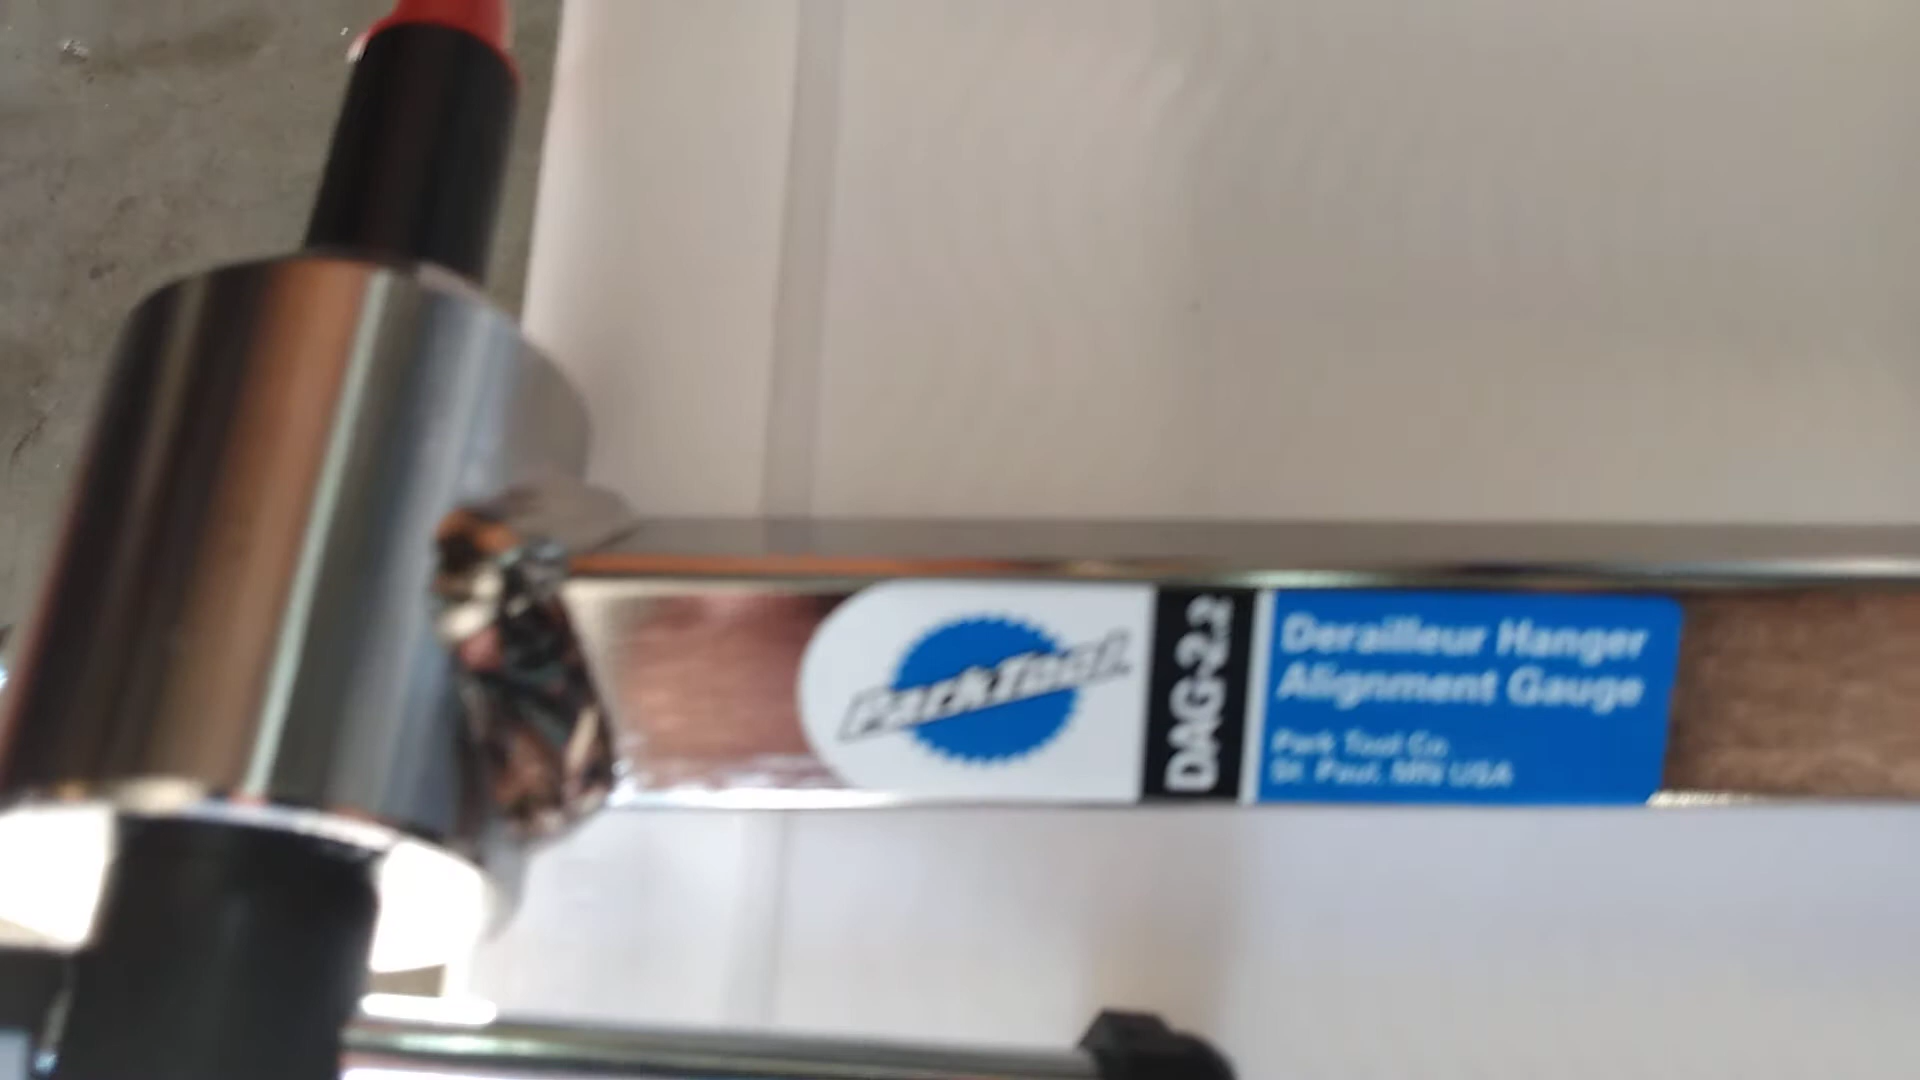 ParkTool
DAG-2.2
Derailleur Hanger
Alignment Gauge
Park Tool Co.
St. Paul, MN USA